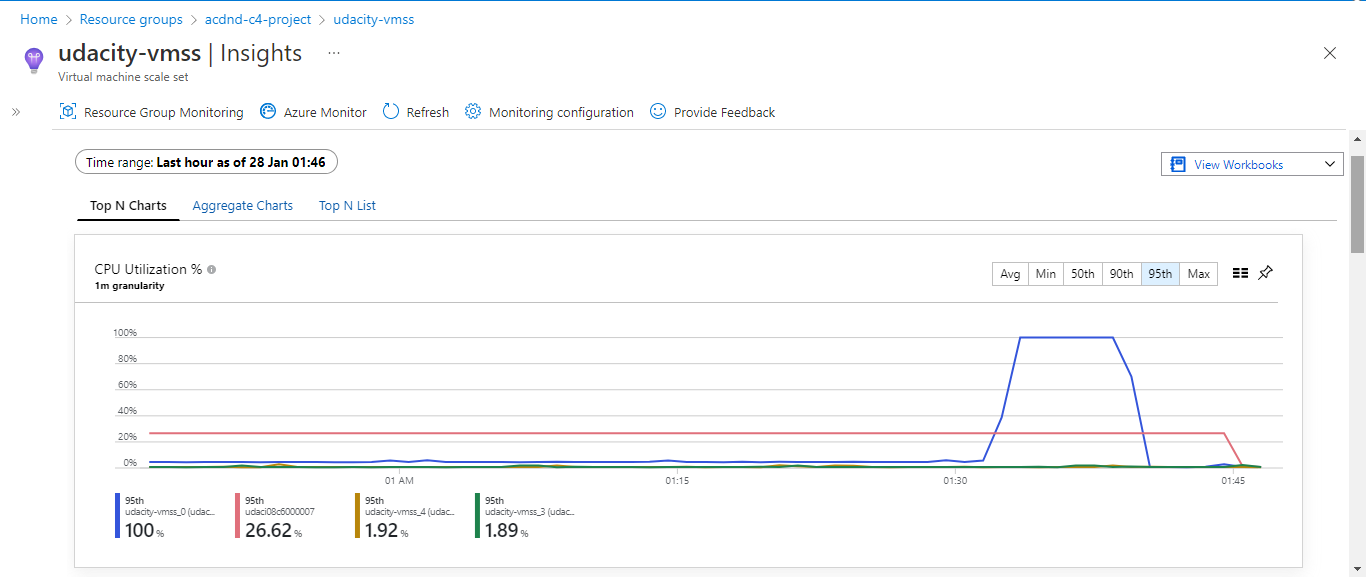 Home > Resource groups > acdnd-c4-project > udacity-vmss
udacity-vmss | Insights ...
Virtual machine scale set
Resource Group Monitoring
Azure Monitor
Refresh
Monitoring configuration
Provide Feedback
Time range: Last hour as of 28 Jan 01:46
View Workbooks
Top N Charts
Aggregate Charts
Top N List
CPU Utilization %
1m granularity
Avg
Min
50th
90th
95th
Max
100%
80%
60%
40%
20%
0%
01 AM
01:15
01:30
01:45
95th
udacity-vmss_0 (udac...
100 %
95th
udaci08c6000007
26.62 %
95th
udacity-vmss_4 (udac...
1.92 %
95th
udacity-vmss_3 (udac...
1.89 %